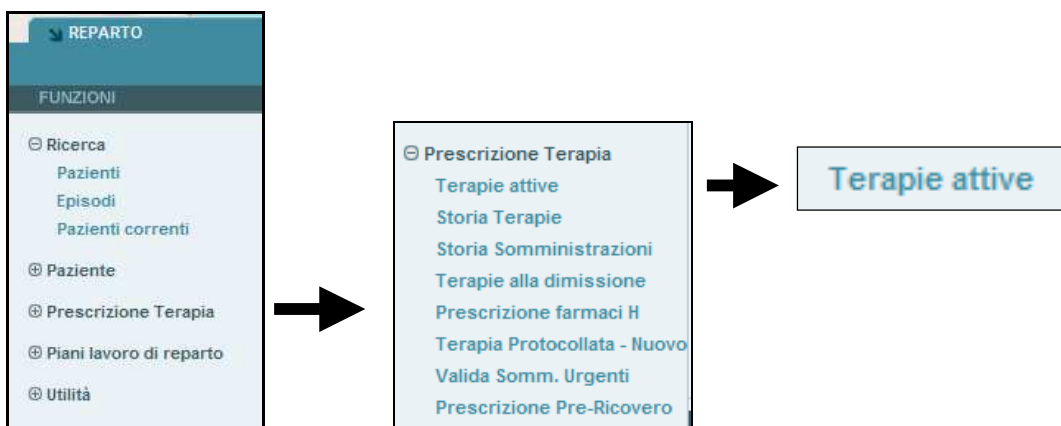 REPARTO
FUNZIONI
Ricerca
Pazienti
Episodi
Pazienti correnti
Paziente
Prescrizione Terapia
Piani lavoro di reparto
Utilità
Prescrizione Terapia
Terapie attive
Storia Terapie
Storia Somministrazioni
Terapie alla dimissione
Prescrizione farmaci H
Terapia Protocollata - Nuovo
Valida Somm. Urgenti
Prescrizione Pre-Ricovero
Terapie attive